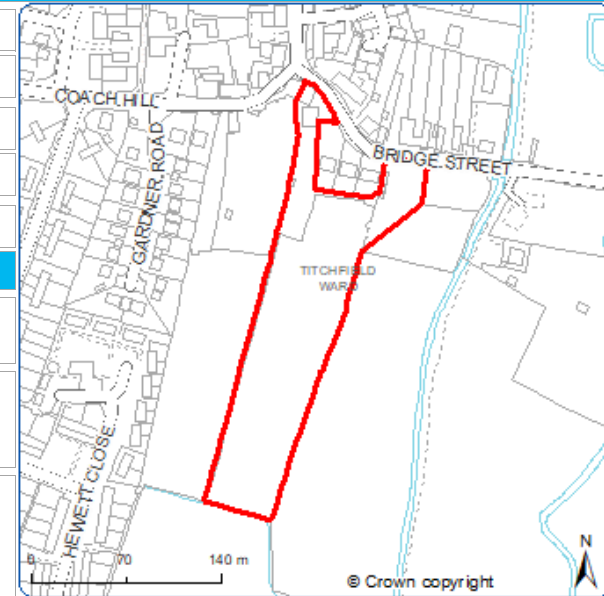 COACH HILL
BRIDGE STREET
GARDNER ROAD
TITCHFIELD
WARD
HEWETT CLOSE
0 70 140 m
N
© Crown copyright